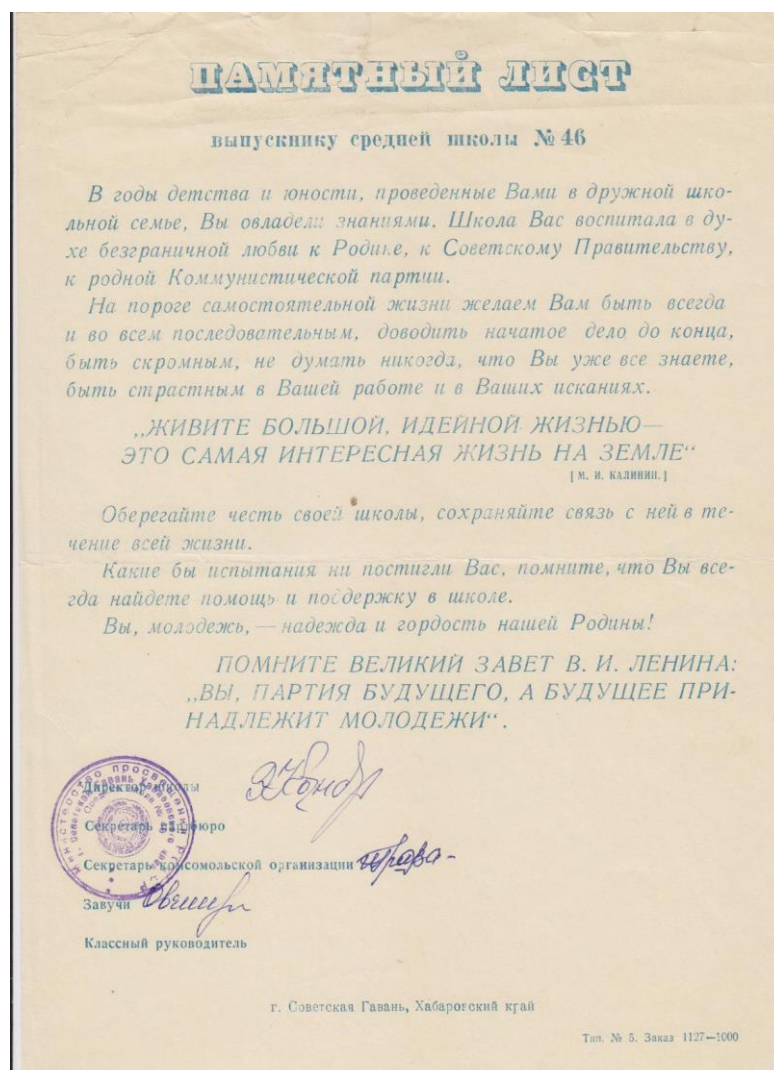 ПАМЯТНЫЙ ЛИСТ
выпускнику средней школы № 46
В годы детства и юности, проведенные Вами в дружной шко-
льной семье, Вы овладели знаниями. Школа Вас воспитала в ду-
хе безграничной любви к Родине, к Советскому Правительству,
к родной Коммунистической партии.
На пороге самостоятельной жизни желаем Вам быть всегда
и во всем последовательным, доводить начатое дело до конца,
быть скромным, не думать никогда, что Вы уже все знаете,
быть страстным в Вашей работе и в Ваших исканиях.
„ЖИВИТЕ БОЛЬШОЙ, ИДЕЙНОЙ ЖИЗНЬЮ—
ЭТО САМАЯ ИНТЕРЕСНАЯ ЖИЗНЬ НА ЗЕМЛЕ“
[ М. И. КАЛИНИН. ]
Оберегайте честь своей школы, сохраняйте связь с ней в те-
чение всей жизни.
Какие бы испытания ни постигли Вас, помните, что Вы все-
гда найдете помощь и поддержку в школе.
Вы, молодежь, — надежда и гордость нашей Родины!
ПОМНИТЕ ВЕЛИКИЙ ЗАВЕТ В. И. ЛЕНИНА:
„ВЫ, ПАРТИЯ БУДУЩЕГО, А БУДУЩЕЕ ПРИ-
НАДЛЕЖИТ МОЛОДЕЖИ“.
Министерство просвещения
Директор школы
Секретарь партбюро
Секретарь комсомольской организации
Завучи
Классный руководитель
г. Советская Гавань, Хабаровский край
Тип. № 5. Заказ 1127—1000